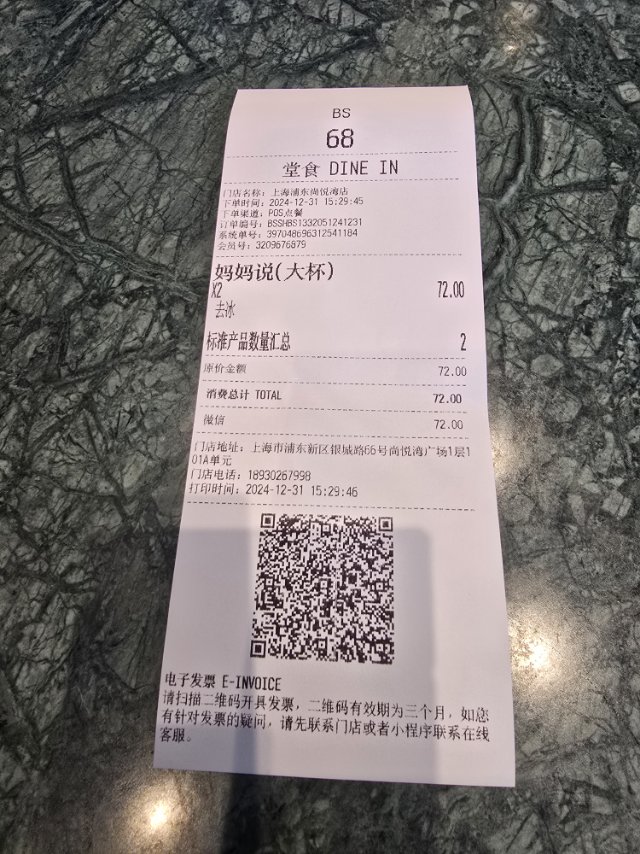 BS
68
堂食 DINE IN
门店名称: 上海浦东尚悦湾店
下单时间: 2024-12-31 15:29:45
下单渠道: POS点餐
订单编号: BSSHBS1332051241231
系统单号: 397048696312541184
会员号: 3209676879
妈妈说(大杯)
X2 72.00
去冰
标准产品数量汇总 2
原价金额 72.00
消费总计 TOTAL 72.00
微信 72.00
门店地址: 上海市浦东新区银城路66号尚悦湾广场1层1
01A单元
门店电话: 18930267998
打印时间: 2024-12-31 15:29:46
电子发票 E-INVOICE
请扫描二维码开具发票，二维码有效期为三个月，如您
有针对发票的疑问，请先联系门店或者小程序联系在线
客服。